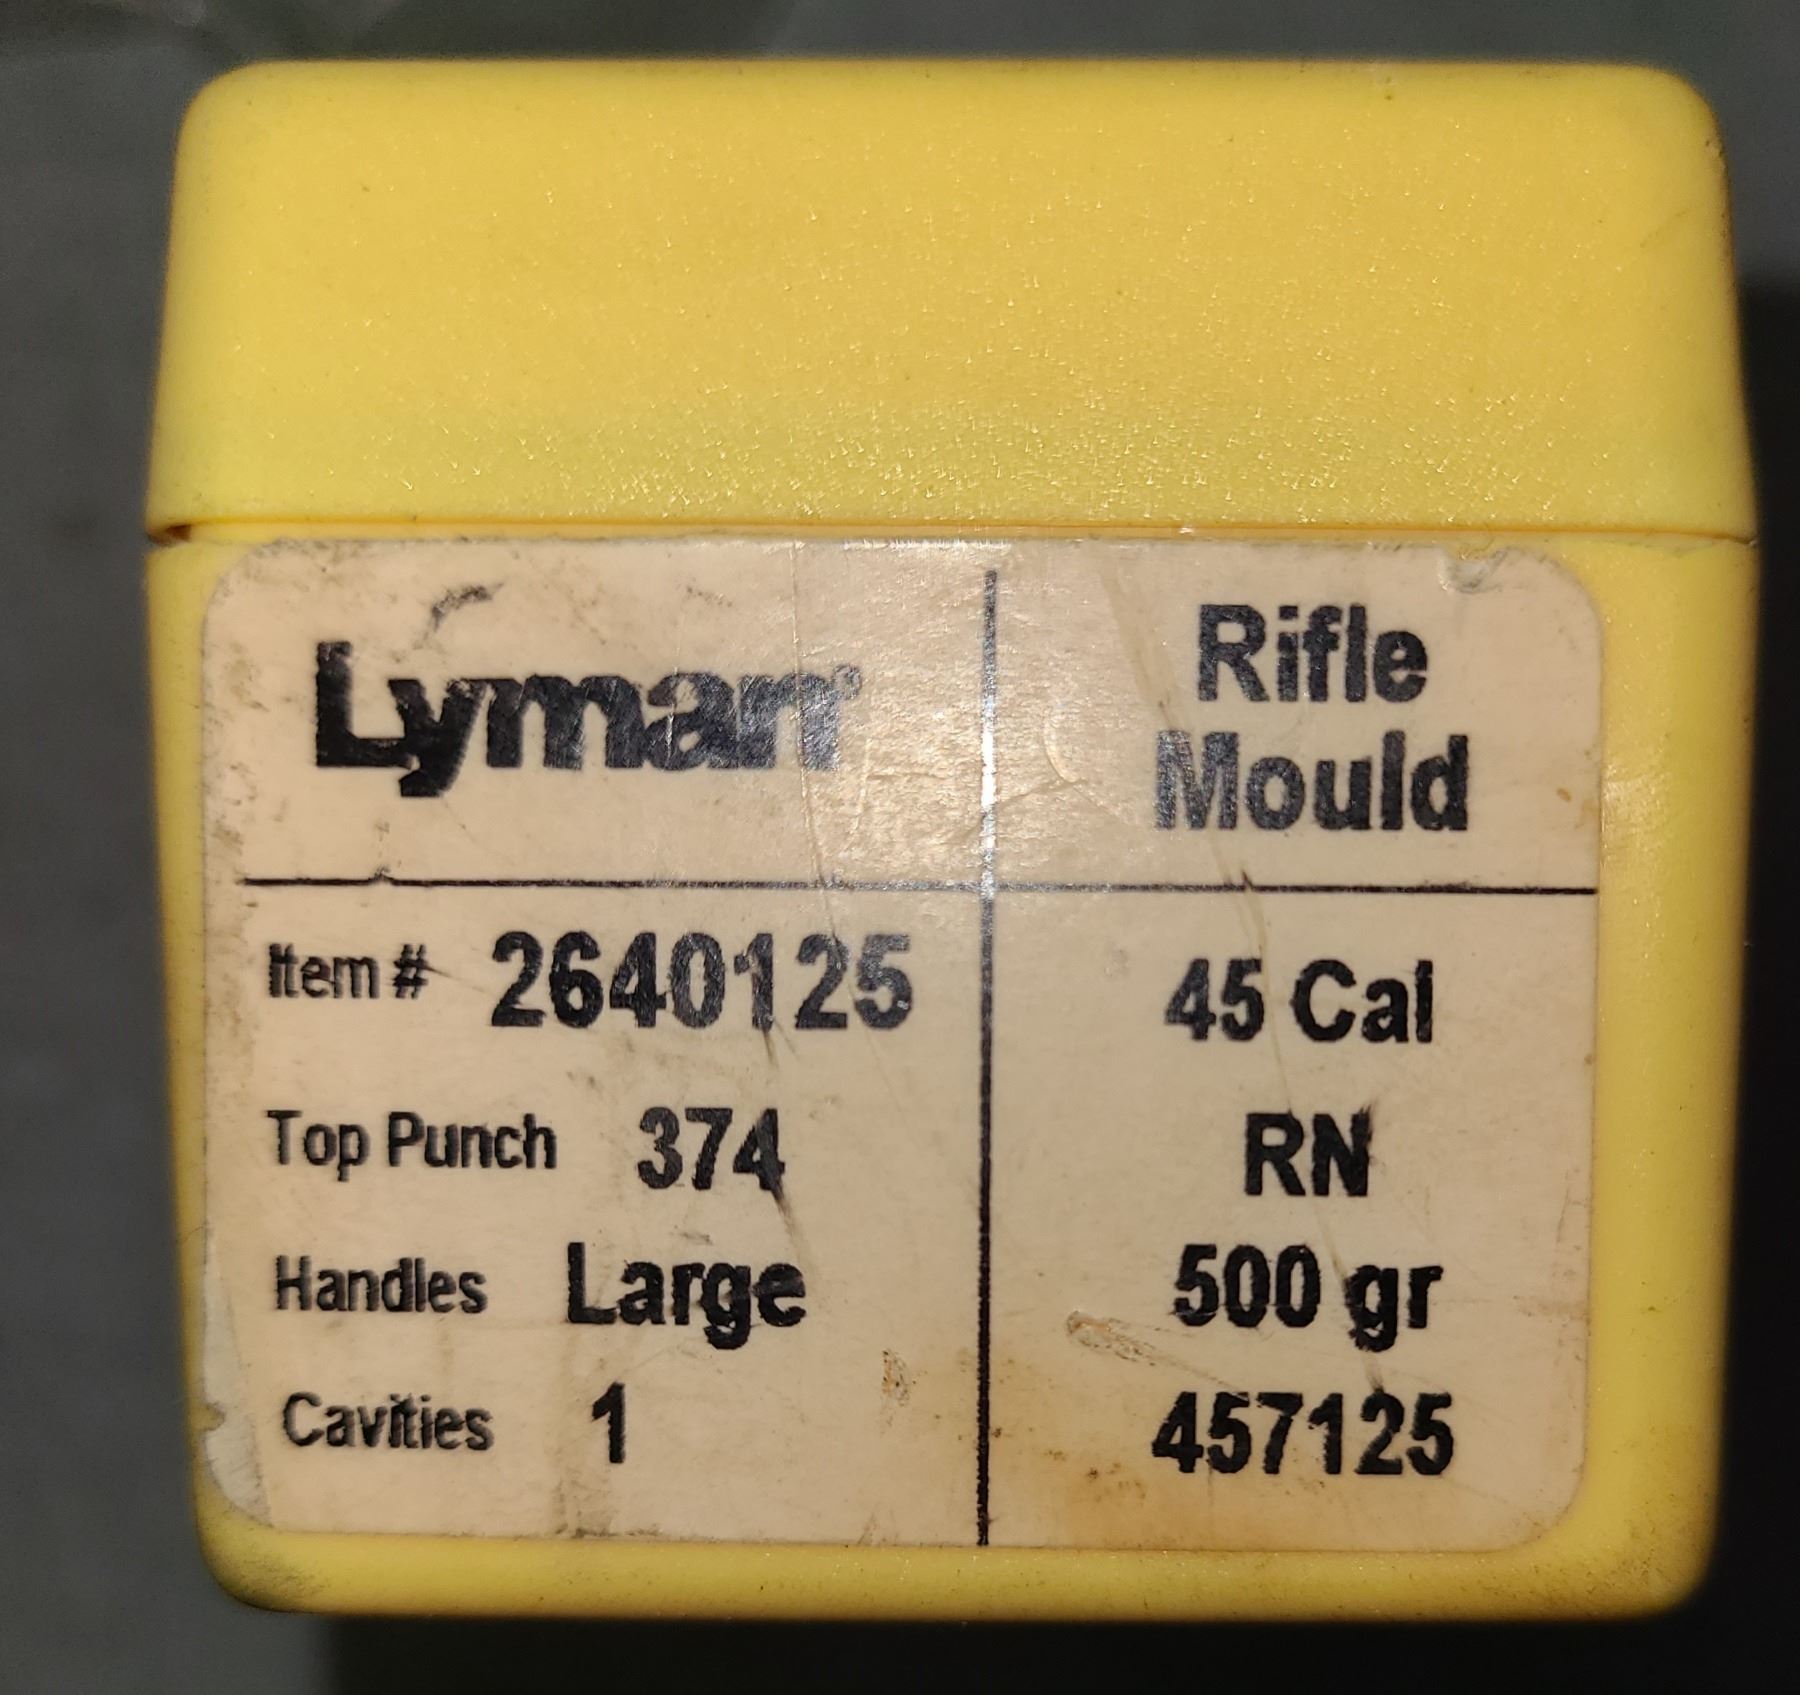 Lyman®
Rifle
Mould
Item # 2640125
45 Cal
Top Punch 374
RN
Handles Large
500 gr
Cavities 1
457125